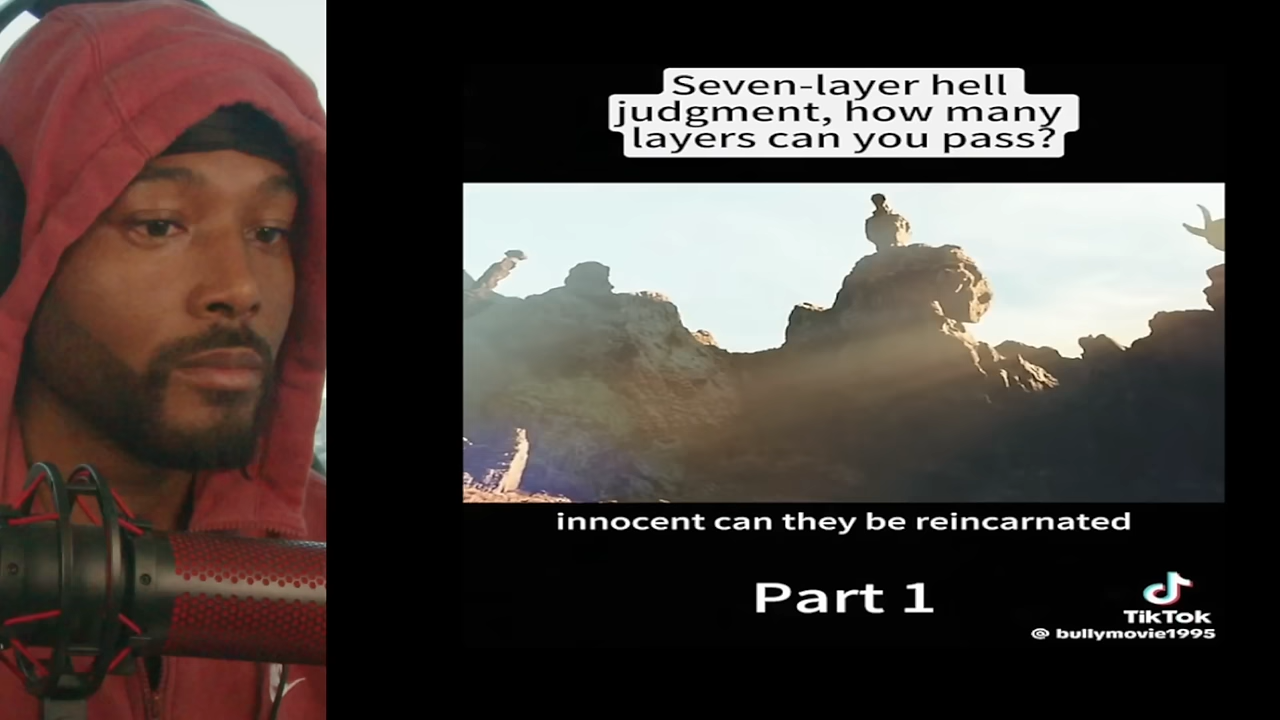 Seven-layer hell
judgment, how many
layers can you pass?
innocent can they be reincarnated
Part 1
TikTok
@ bullymovie1995